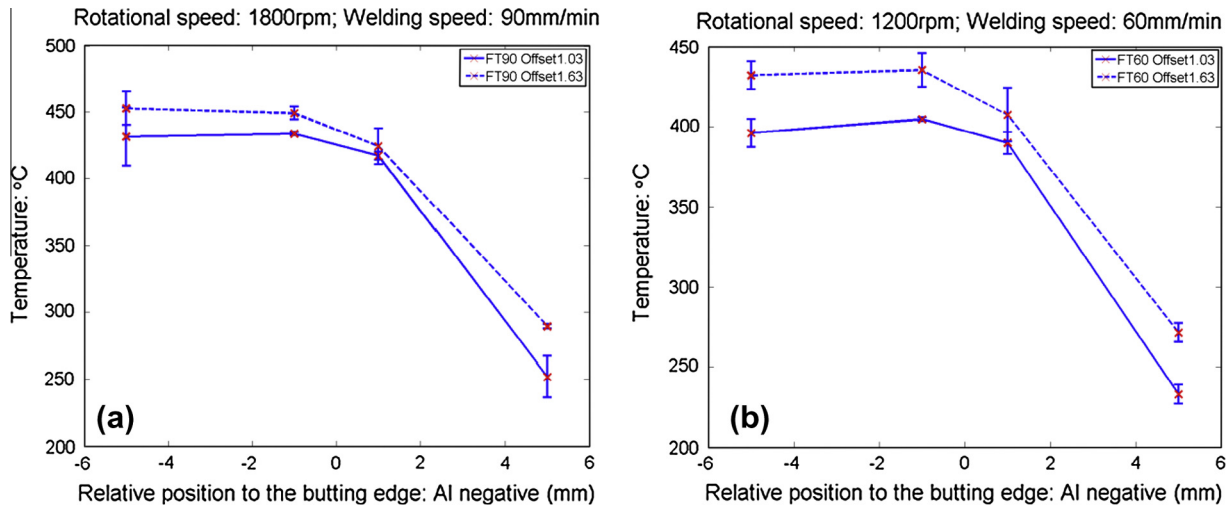 Rotational speed: 1800rpm; Welding speed: 90mm/min
500
450
400
350
300
250
200
-6 -4 -2 0 2 4 6
Temperature: ºC
FT90 Offset1.03
FT90 Offset1.63
(a)
Relative position to the butting edge: Al negative (mm)
Rotational speed: 1200rpm; Welding speed: 60mm/min
450
400
350
300
250
200
-6 -4 -2 0 2 4 6
Temperature: ºC
FT60 Offset1.03
FT60 Offset1.63
(b)
Relative position to the butting edge: Al negative (mm)